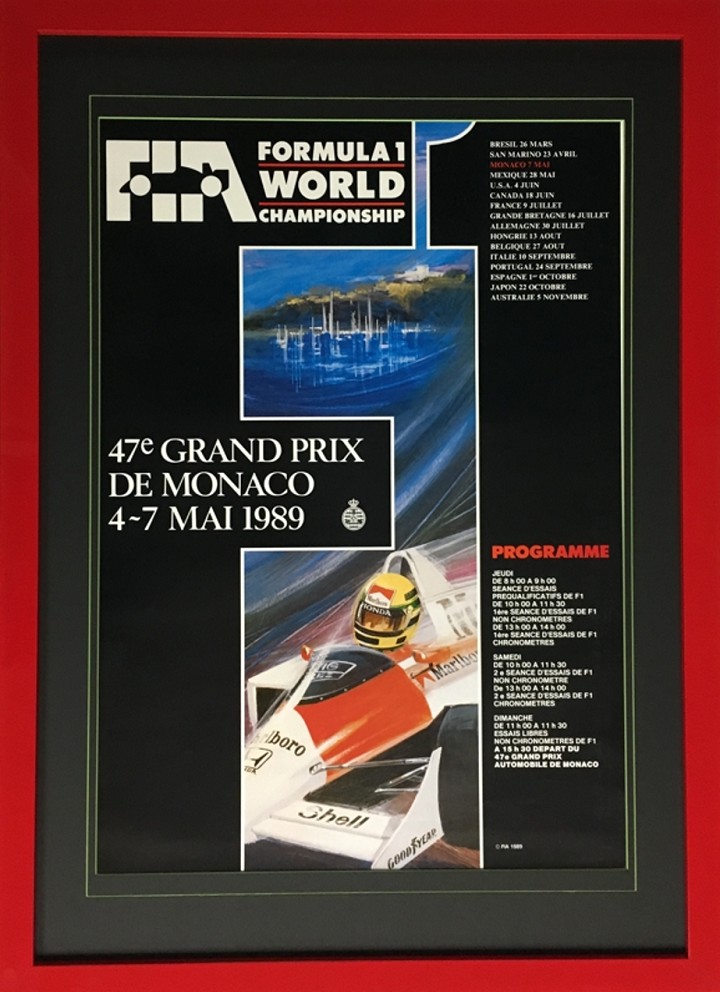 FIA
FORMULA 1
WORLD
CHAMPIONSHIP
BRESIL 26 MARS
SAN MARINO 23 AVRIL
MONACO 7 MAI
MEXIQUE 28 MAI
U.S.A. 4 JUIN
CANADA 18 JUIN
FRANCE 9 JUILLET
GRANDE BRETAGNE 16 JUILLET
ALLEMAGNE 30 JUILLET
HONGRIE 13 AOUT
BELGIQUE 27 AOUT
ITALIE 10 SEPTEMBRE
PORTUGAL 24 SEPTEMBRE
ESPAGNE 1er OCTOBRE
JAPON 22 OCTOBRE
AUSTRALIE 5 NOVEMBRE
47e GRAND PRIX
DE MONACO
4~7 MAI 1989
PROGRAMME
JEUDI
DE 8 h 00 A 9 h 00
SEANCE D'ESSAIS
PREQUALIFICATIFS DE F1
DE 10 h 00 A 11 h 30
1ère SEANCE D'ESSAIS DE F1
NON CHRONOMETRES
DE 13 h 00 A 14 h 00
1ère SEANCE D'ESSAIS DE F1
CHRONOMETRES
SAMEDI
DE 10 h 00 A 11 h 30
2 e SEANCE D'ESSAIS DE F1
NON CHRONOMETRE
De 13 h 00 A 14 h 00
2 e SEANCE D'ESSAIS DE F1
CHRONOMETRES
DIMANCHE
DE 11 h 00 A 11 h 30
ESSAIS LIBRES
NON CHRONOMETRES DE F1
A 15 h 30 DEPART DU
47e GRAND PRIX
AUTOMOBILE DE MONACO
Marlboro
HONDA
Marlbo
rlboro
Shell
GOODYEAR
© FIA 1989